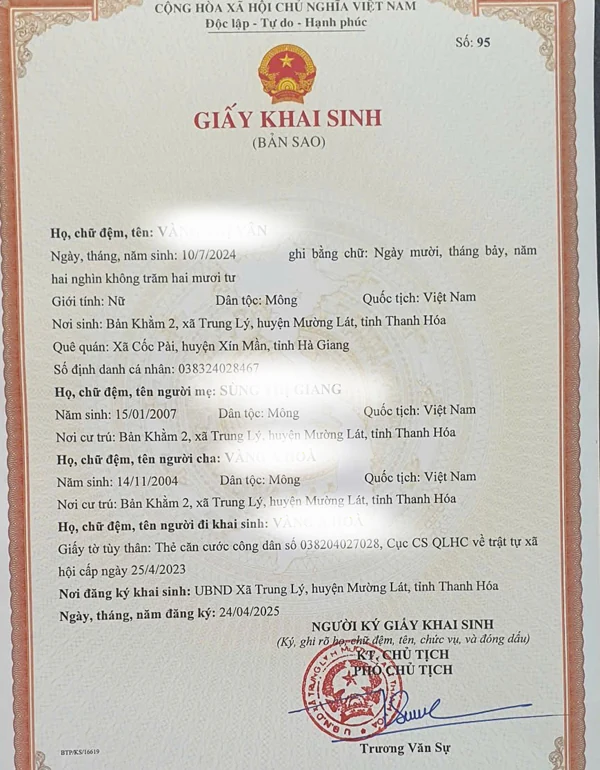 CỘNG HÒA XÃ HỘI CHỦ NGHĨA VIỆT NAM
Độc lập - Tự do - Hạnh phúc
Số: 95
GIẤY KHAI SINH
(BẢN SAO)
Họ, chữ đệm, tên:
Ngày, tháng, năm sinh: 10/7/2024 ghi bằng chữ: Ngày mười, tháng bảy, năm
hai nghìn không trăm hai mươi tư
Giới tính: Nữ Dân tộc: Mông Quốc tịch: Việt Nam
Nơi sinh: Bản Khằm 2, xã Trung Lý, huyện Mường Lát, tỉnh Thanh Hóa
Quê quán: Xã Cốc Pài, huyện Xín Mần, tỉnh Hà Giang
Số định danh cá nhân: 038324028467
Họ, chữ đệm, tên người mẹ: SÙNG THỊ GIANG
Năm sinh: 15/01/2007 Dân tộc: Mông Quốc tịch: Việt Nam
Nơi cư trú: Bản Khằm 2, xã Trung Lý, huyện Mường Lát, tỉnh Thanh Hóa
Họ, chữ đệm, tên người cha:
Năm sinh: 14/11/2004 Dân tộc: Mông Quốc tịch: Việt Nam
Nơi cư trú: Bản Khằm 2, xã Trung Lý, huyện Mường Lát, tỉnh Thanh Hóa
Họ, chữ đệm, tên người đi khai sinh:
Giấy tờ tùy thân: Thẻ căn cước công dân số 038204027028, Cục CS QLHC về trật tự xã
hội cấp ngày 25/4/2023
Nơi đăng ký khai sinh: UBND Xã Trung Lý, huyện Mường Lát, tỉnh Thanh Hóa
Ngày, tháng, năm đăng ký: 24/04/2025
NGƯỜI KÝ GIẤY KHAI SINH
(Ký, ghi rõ họ, chữ đệm, tên, chức vụ, và đóng dấu)
KT. CHỦ TỊCH
PHÓ CHỦ TỊCH
Trương Văn Sự
BTP/KS/16619